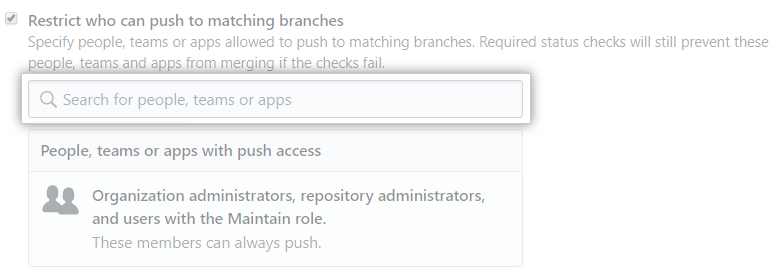 Restrict who can push to matching branches
Specify people, teams or apps allowed to push to matching branches. Required status checks will still prevent these
people, teams and apps from merging if the checks fail.
Search for people, teams or apps
People, teams or apps with push access
Organization administrators, repository administrators,
and users with the Maintain role.
These members can always push.